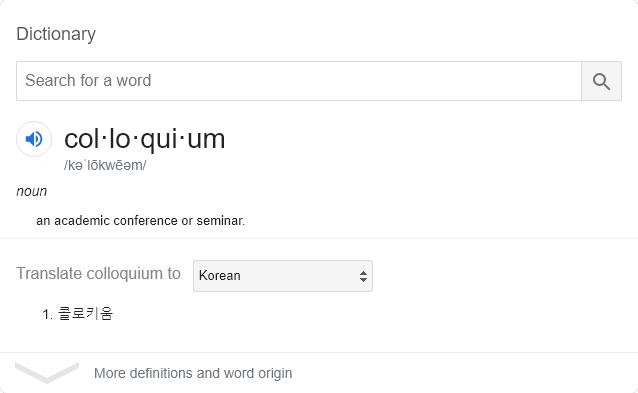 Dictionary
Search for a word
col·lo·qui·um
/kəˈlōkwēəm/
noun
an academic conference or seminar.
Translate colloquium to Korean
1. 콜로키움
More definitions and word origin